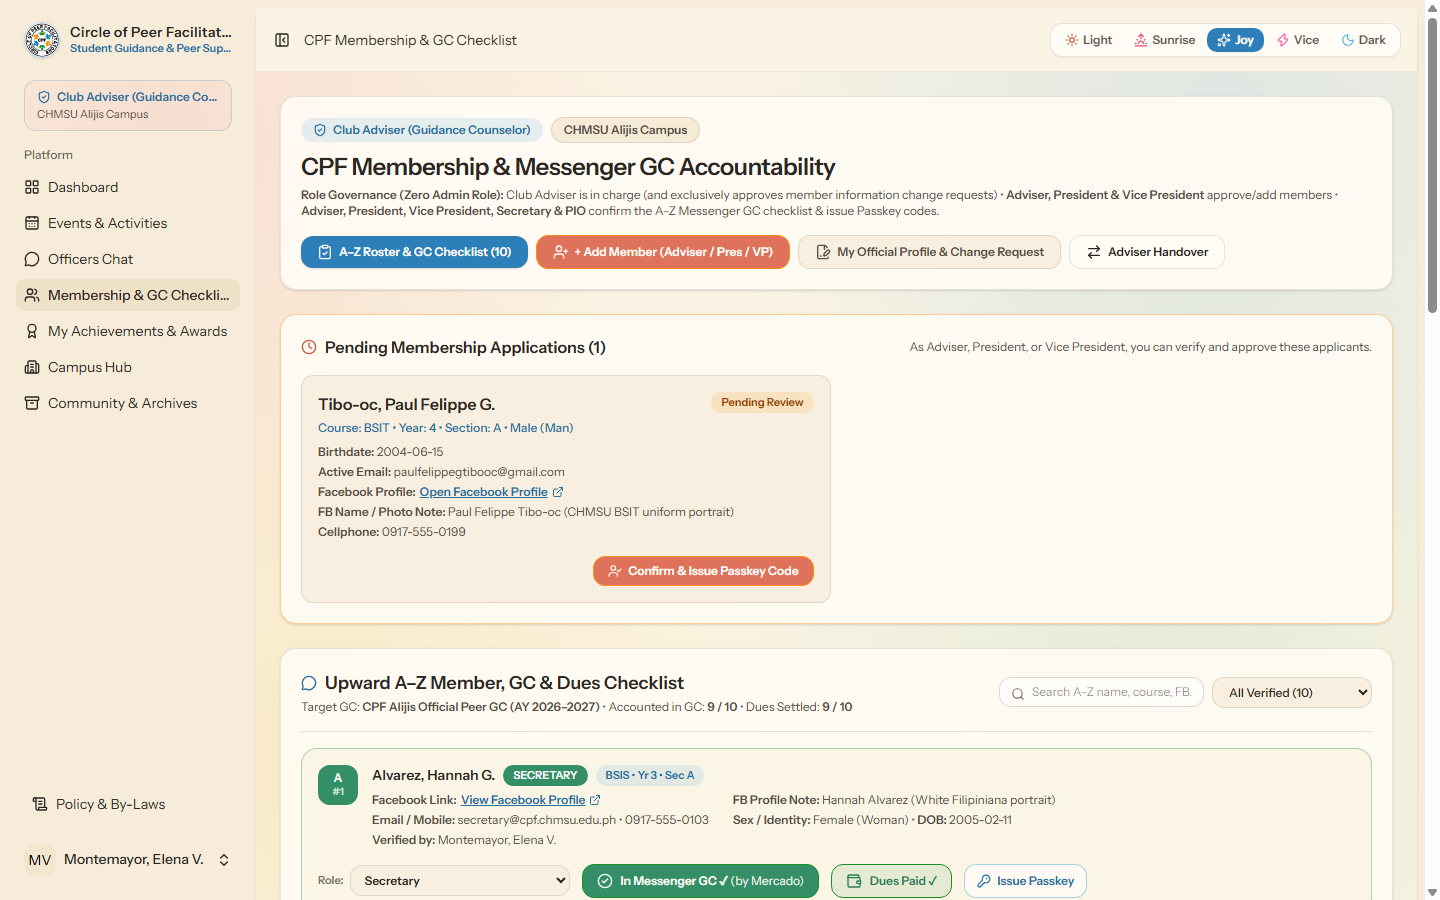 Circle of Peer Facilitat...
Student Guidance & Peer Sup...
Club Adviser (Guidance Co...
CHMSU Alijis Campus
Platform
Dashboard
Events & Activities
Officers Chat
Membership & GC Checkli...
My Achievements & Awards
Campus Hub
Community & Archives
Policy & By-Laws
MV Montemayor, Elena V.
CPF Membership & GC Checklist
Light Sunrise Joy Vice Dark
Club Adviser (Guidance Counselor) CHMSU Alijis Campus
CPF Membership & Messenger GC Accountability
Role Governance (Zero Admin Role): Club Adviser is in charge (and exclusively approves member information change requests) • Adviser, President & Vice President approve/add members •
Adviser, President, Vice President, Secretary & PIO confirm the A–Z Messenger GC checklist & issue Passkey codes.
A–Z Roster & GC Checklist (10) + Add Member (Adviser / Pres / VP) My Official Profile & Change Request Adviser Handover
Pending Membership Applications (1) As Adviser, President, or Vice President, you can verify and approve these applicants.
Tibo-oc, Paul Felippe G. Pending Review
Course: BSIT • Year: 4 • Section: A • Male (Man)
Birthdate: 2004-06-15
Active Email: paulfelippegtibooc@gmail.com
Facebook Profile: Open Facebook Profile
FB Name / Photo Note: Paul Felippe Tibo-oc (CHMSU BSIT uniform portrait)
Cellphone: 0917-555-0199
Confirm & Issue Passkey Code
Upward A–Z Member, GC & Dues Checklist
Target GC: CPF Alijis Official Peer GC (AY 2026–2027) • Accounted in GC: 9 / 10 • Dues Settled: 9 / 10
Search A-Z name, course, FB. All Verified (10)
A
#1
Alvarez, Hannah G. SECRETARY BSIS • Yr 3 • Sec A
Facebook Link: View Facebook Profile FB Profile Note: Hannah Alvarez (White Filipiniana portrait)
Email / Mobile: secretary@cpf.chmsu.edu.ph • 0917-555-0103 Sex / Identity: Female (Woman) • DOB: 2005-02-11
Verified by: Montemayor, Elena V.
Role: Secretary In Messenger GC ✓ (by Mercado) Dues Paid ✓ Issue Passkey